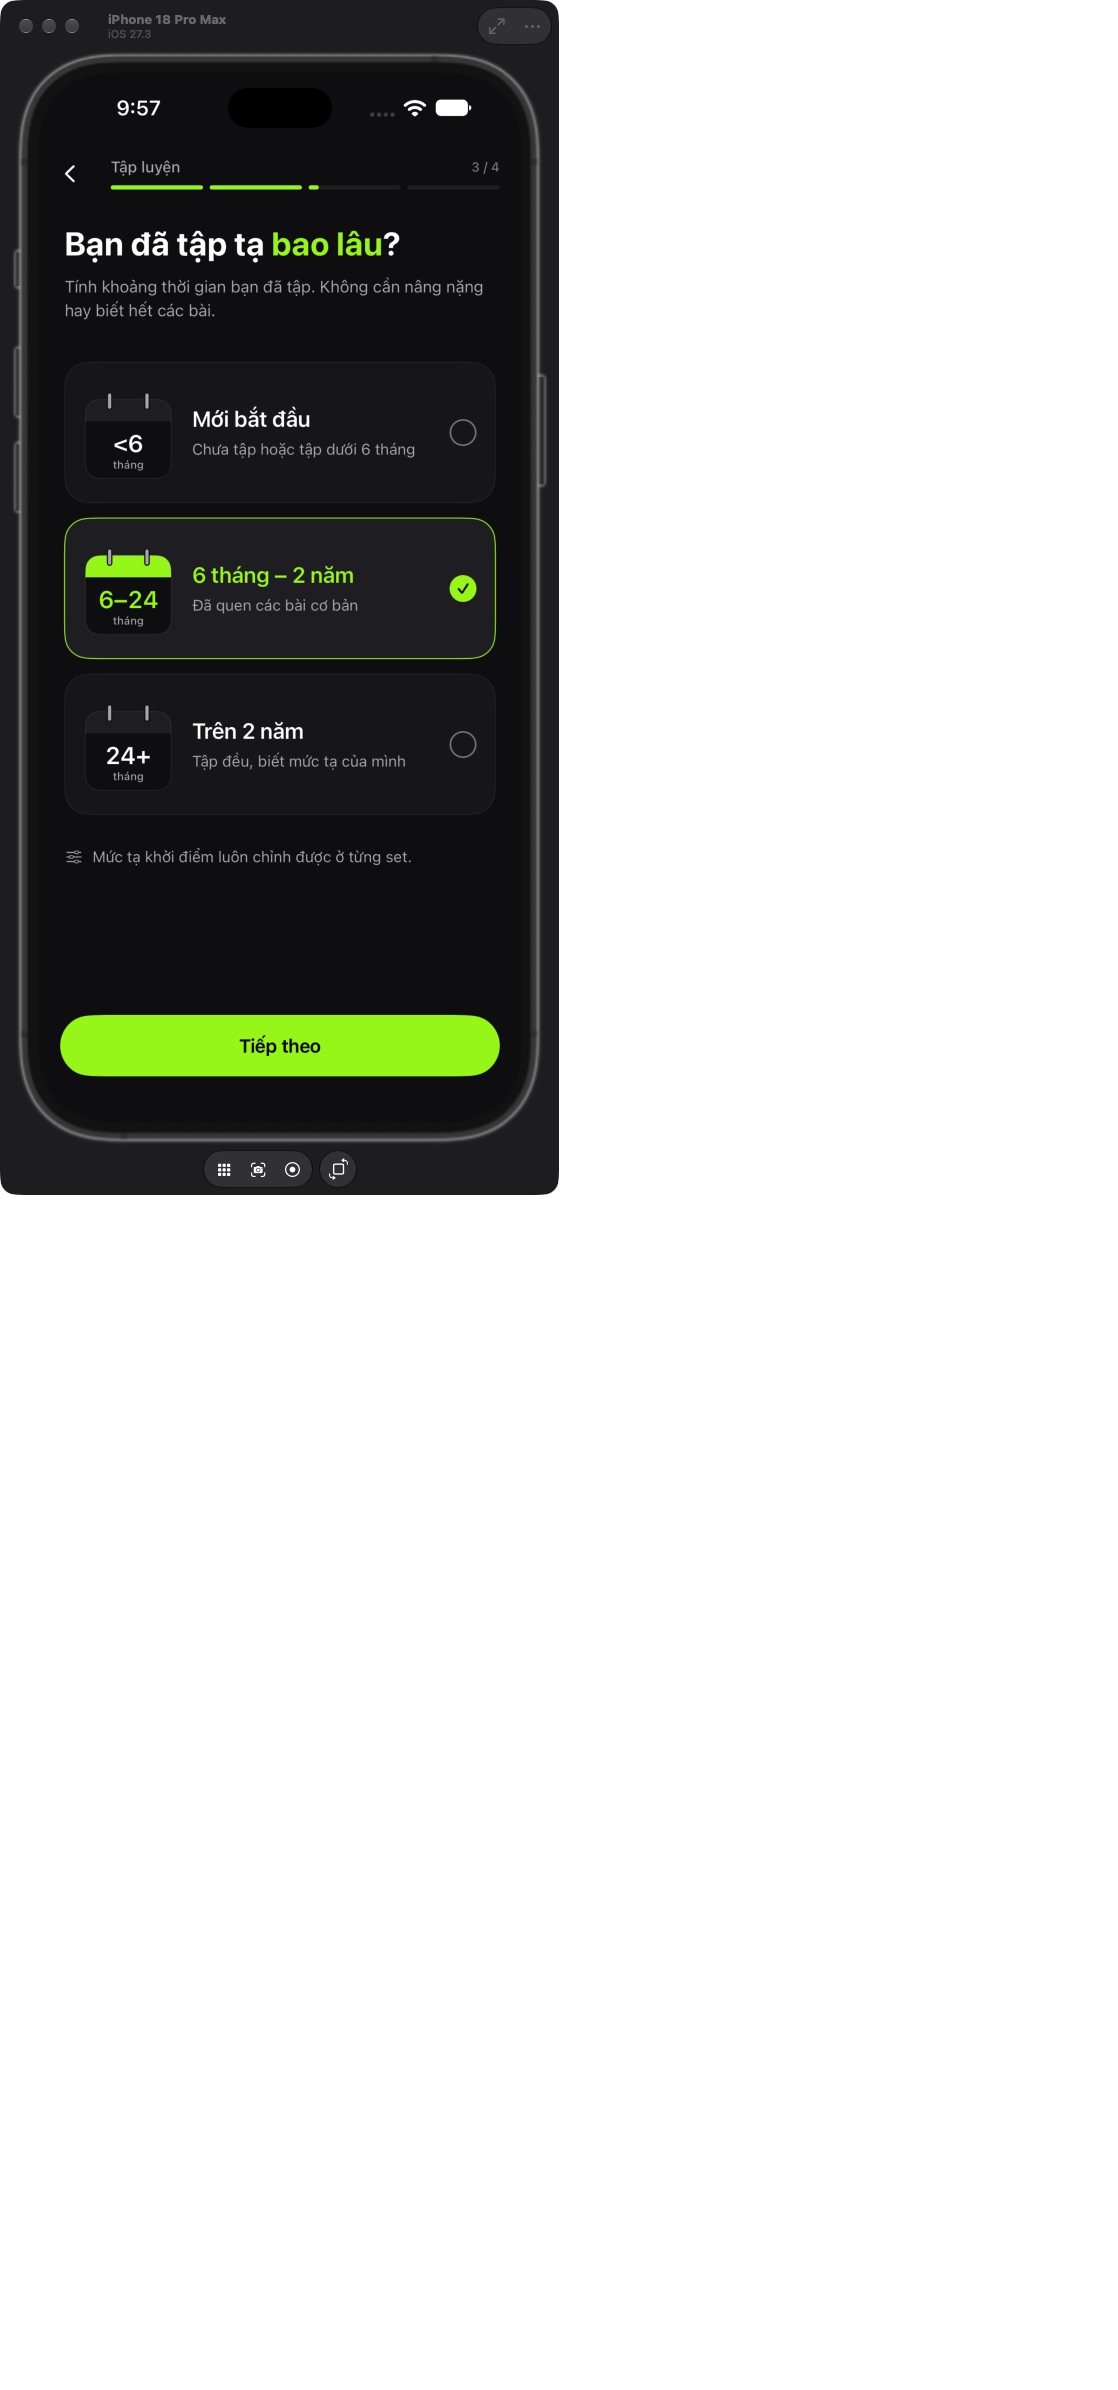 iPhone 18 Pro Max
iOS 27.3
9:57
Tập luyện
3 / 4
Bạn đã tập tạ bao lâu?
Tính khoảng thời gian bạn đã tập. Không cần nâng nặng
hay biết hết các bài.
<6
tháng
Mới bắt đầu
Chưa tập hoặc tập dưới 6 tháng
6–24
tháng
6 tháng – 2 năm
Đã quen các bài cơ bản
24+
tháng
Trên 2 năm
Tập đều, biết mức tạ của mình
Mức tạ khởi điểm luôn chỉnh được ở từng set.
Tiếp theo